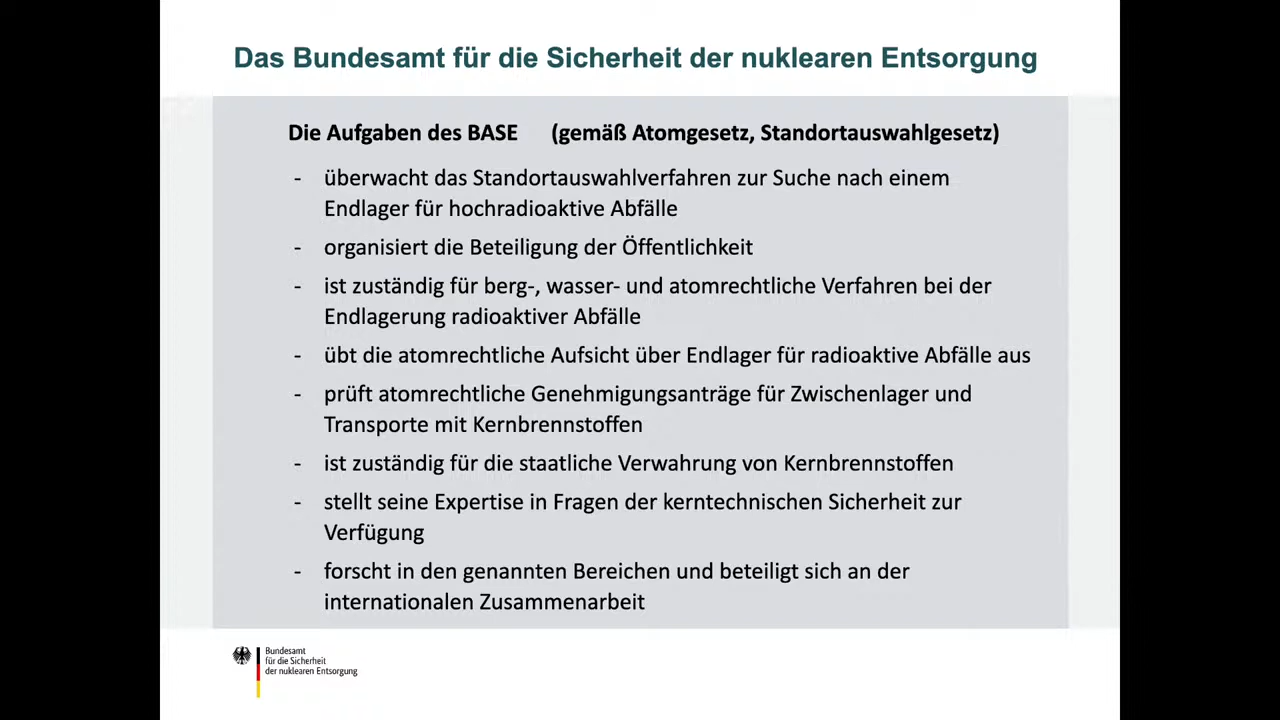 Das Bundesamt für die Sicherheit der nuklearen Entsorgung
Die Aufgaben des BASE (gemäß Atomgesetz, Standortauswahlgesetz)
- überwacht das Standortauswahlverfahren zur Suche nach einem
Endlager für hochradioaktive Abfälle
- organisiert die Beteiligung der Öffentlichkeit
- ist zuständig für berg-, wasser- und atomrechtliche Verfahren bei der
Endlagerung radioaktiver Abfälle
- übt die atomrechtliche Aufsicht über Endlager für radioaktive Abfälle aus
- prüft atomrechtliche Genehmigungsanträge für Zwischenlager und
Transporte mit Kernbrennstoffen
- ist zuständig für die staatliche Verwahrung von Kernbrennstoffen
- stellt seine Expertise in Fragen der kerntechnischen Sicherheit zur
Verfügung
- forscht in den genannten Bereichen und beteiligt sich an der
internationalen Zusammenarbeit
Bundesamt
für die Sicherheit
der nuklearen Entsorgung